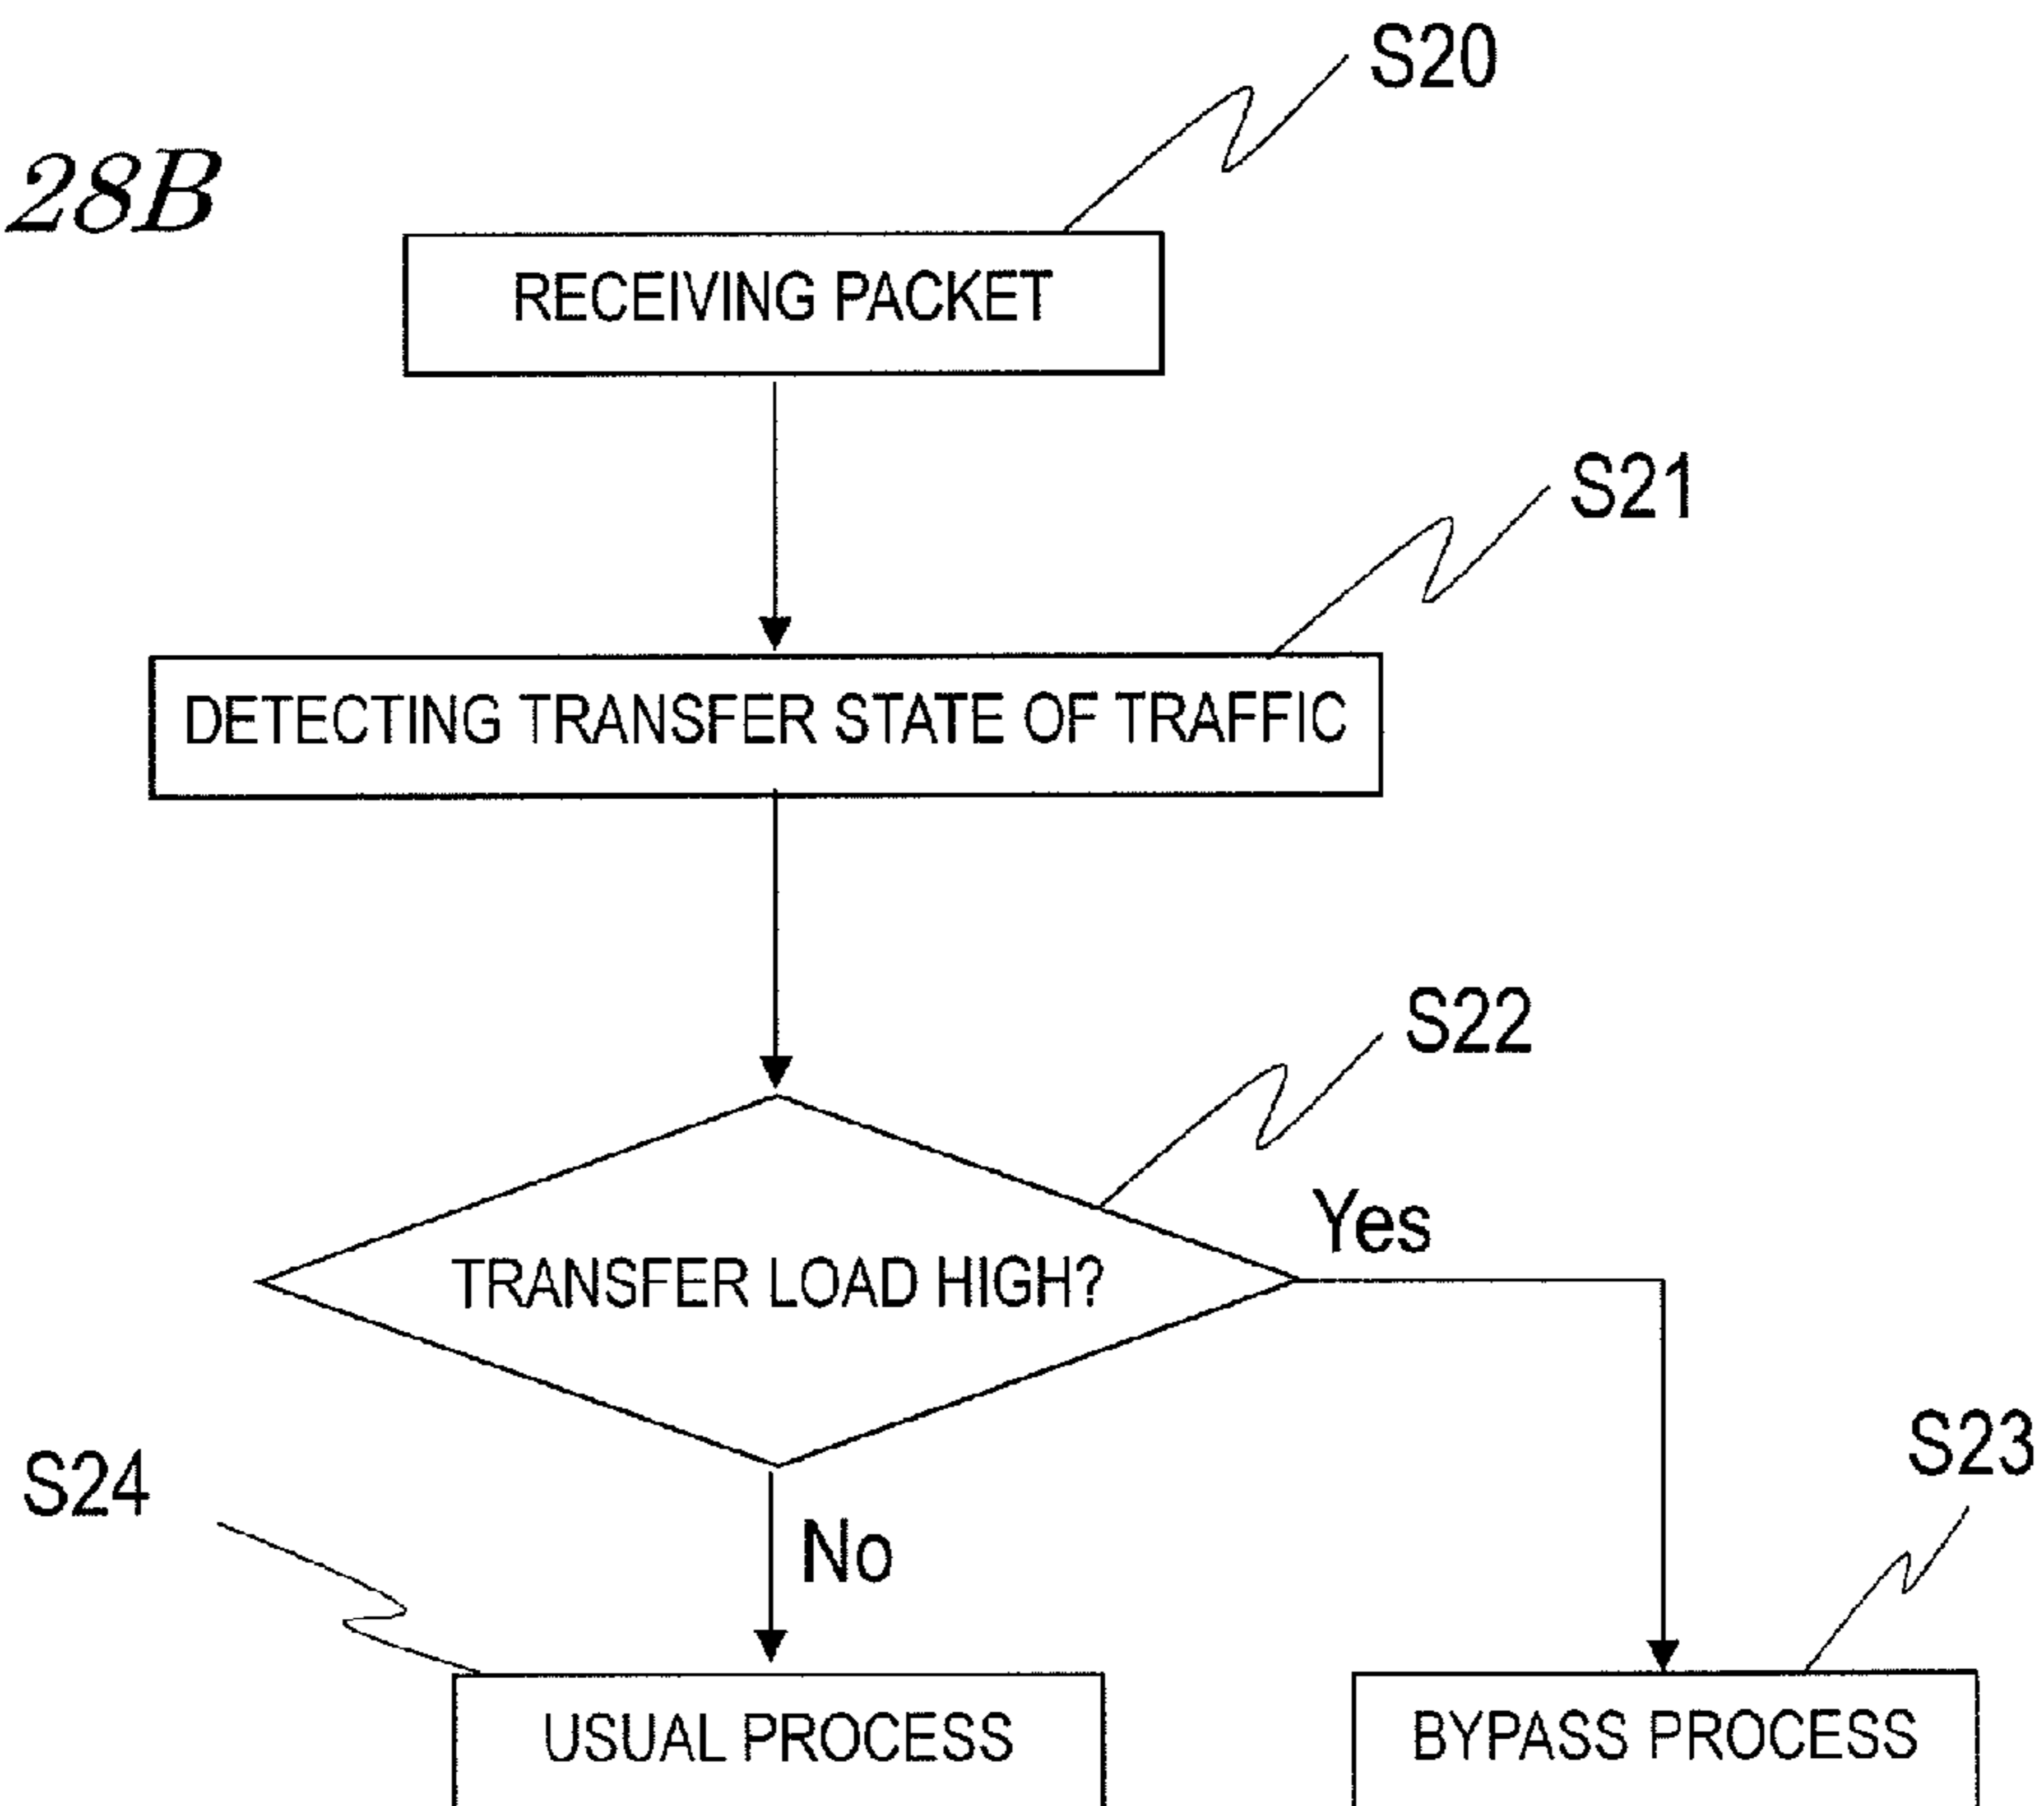 S20
28B
RECEIVING PACKET
S21
DETECTING TRANSFER STATE OF TRAFFIC
S22
Yes
TRANSFER LOAD HIGH?
S23
S24
No
USUAL PROCESS
BYPASS PROCESS